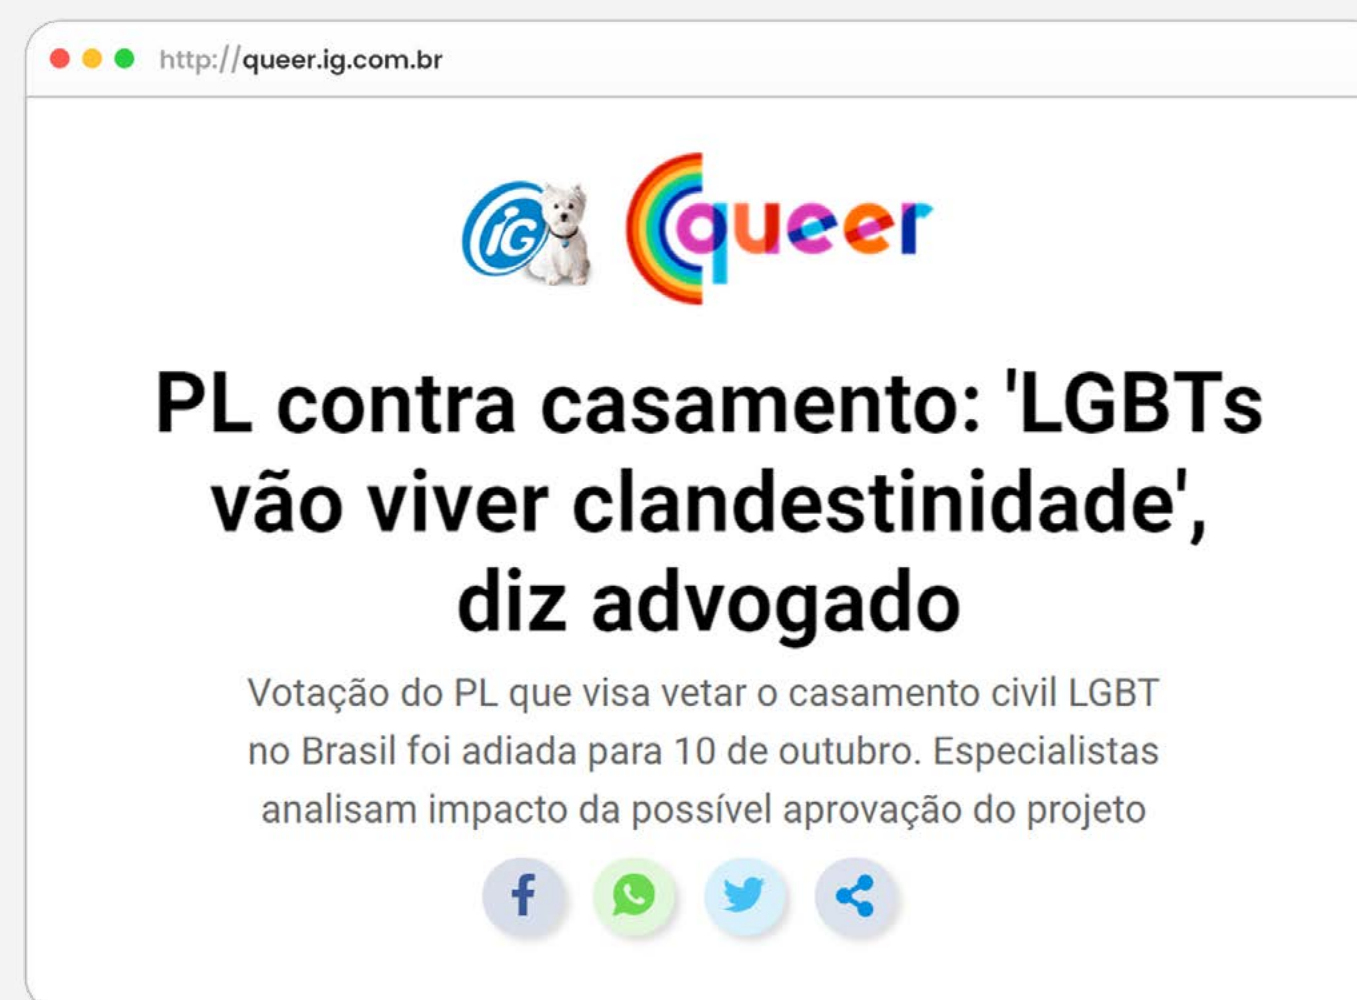 http://queer.ig.com.br
iG queer
PL contra casamento: 'LGBTs
vão viver clandestinidade',
diz advogado
Votação do PL que visa vetar o casamento civil LGBT
no Brasil foi adiada para 10 de outubro. Especialistas
analisam impacto da possível aprovação do projeto